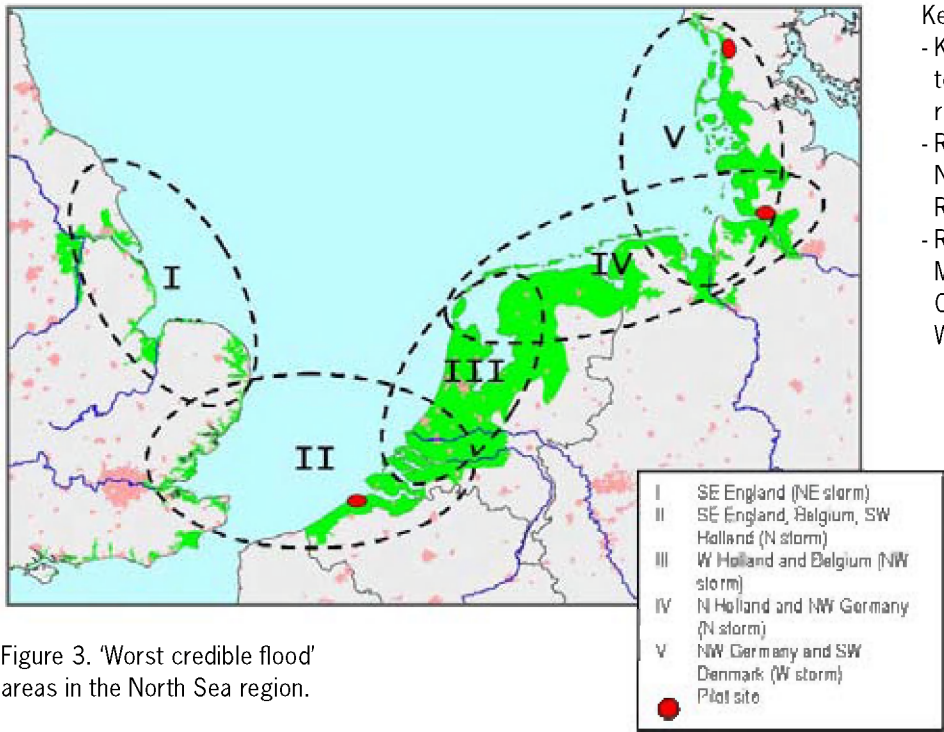 Ke
- K
te
r
- R
N
R
- R
M
C
W
I
II
III
IV
V
I SE England (NE storm)
II SE England, Belgium, SW
Holland (N storm)
III W Holland and Belgium (NW
storm)
IV N Holland and NW Germany
(N storm)
V NW Germany and SW
Denmark (W storm)
Pilot site
Figure 3. ‘Worst credible flood’
areas in the North Sea region.